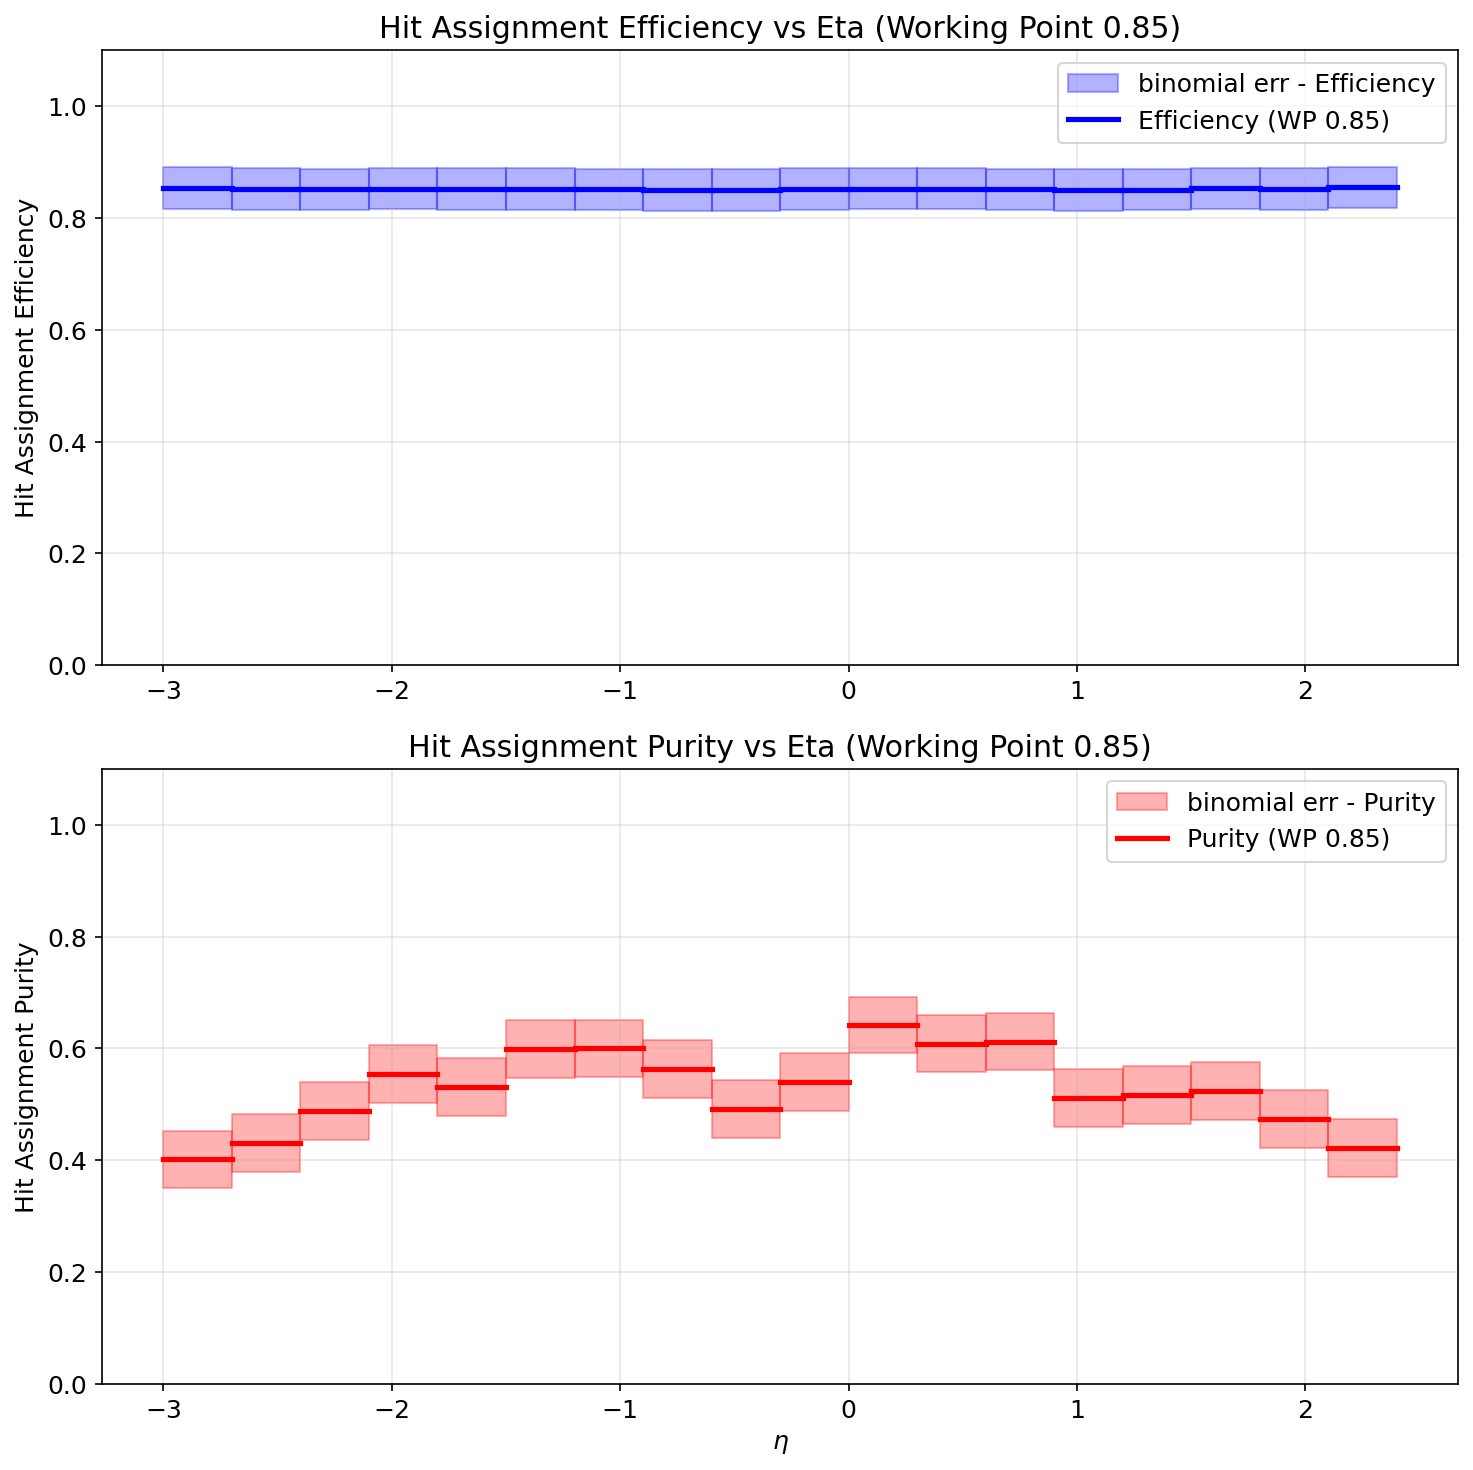 Hit Assignment Efficiency vs Eta (Working Point 0.85)
binomial err - Efficiency
Efficiency (WP 0.85)
Hit Assignment Efficiency
1.0
0.8
0.6
0.4
0.2
0.0
−3 −2 −1 0 1 2
Hit Assignment Purity vs Eta (Working Point 0.85)
binomial err - Purity
Purity (WP 0.85)
Hit Assignment Purity
1.0
0.8
0.6
0.4
0.2
0.0
−3 −2 −1 0 1 2
η